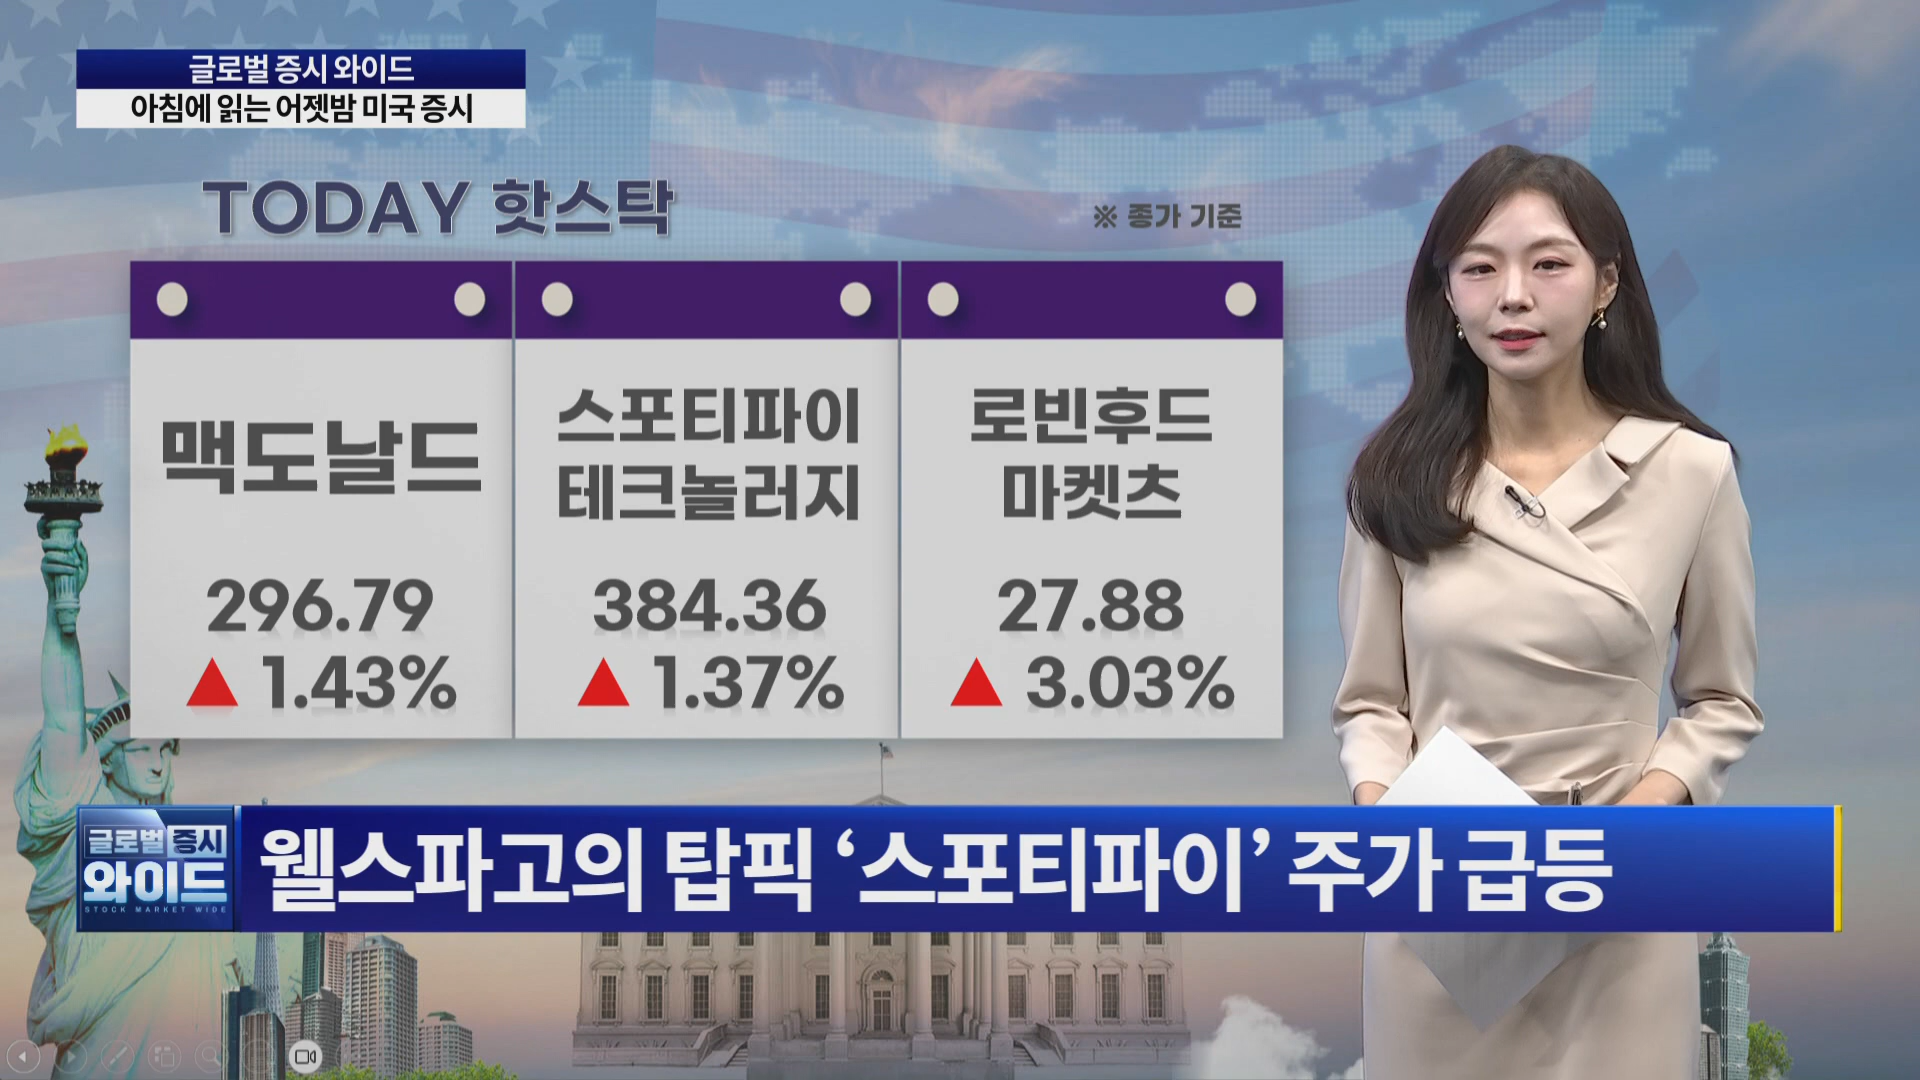 글로벌 증시 와이드
아침에 읽는 어젯밤 미국 증시
TODAY 핫스탁
※ 종가 기준
맥도날드
296.79
▲ 1.43%
스포티파이
테크놀러지
384.36
▲ 1.37%
로빈후드
마켓츠
27.88
▲ 3.03%
글로벌 증시
와이드
STOCK MARKET WIDE
웰스파고의 탑픽 ‘스포티파이’ 주가 급등